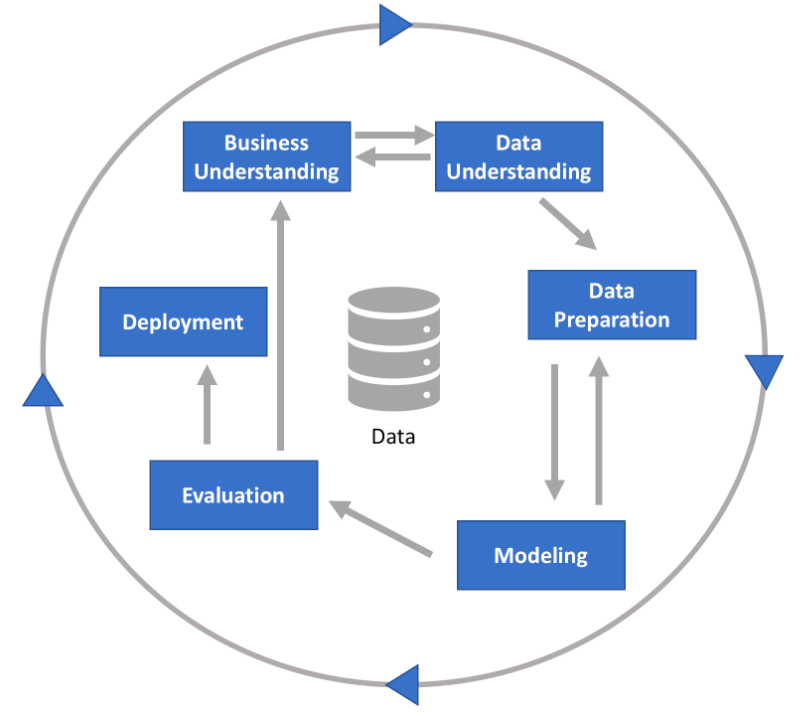 Business
Understanding
Data
Understanding
Data
Preparation
Deployment
Data
Evaluation
Modeling